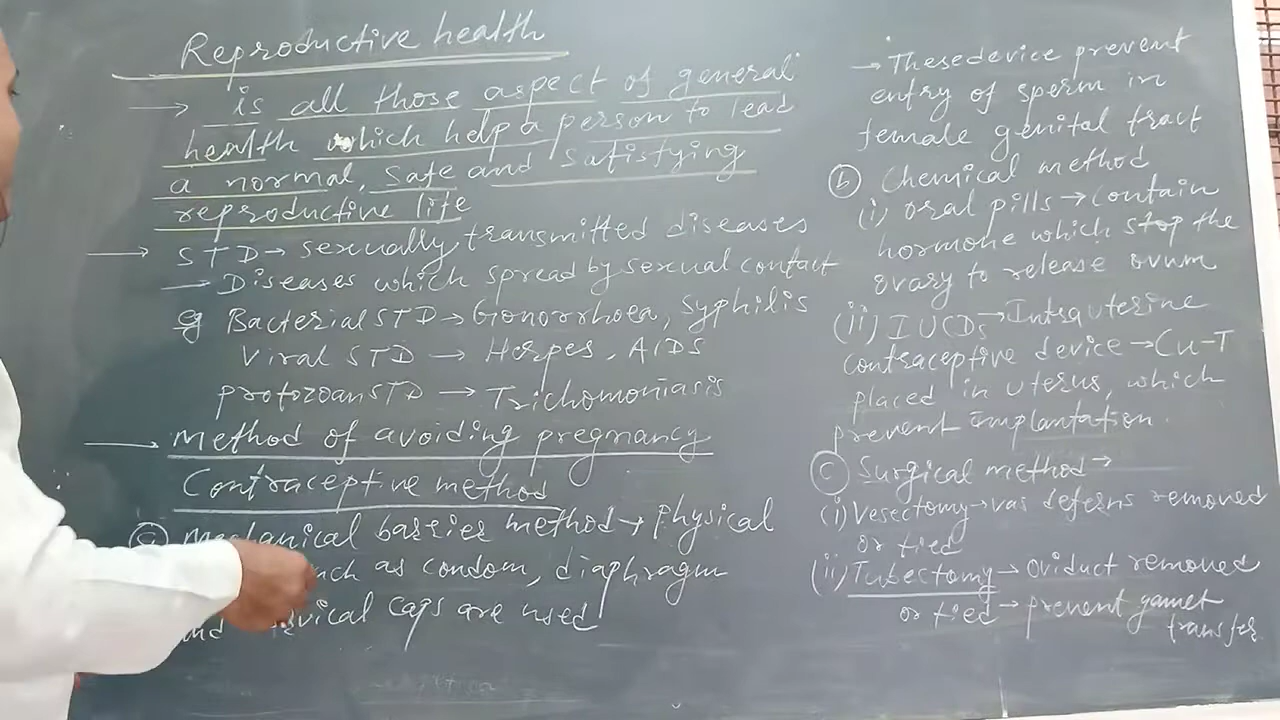 Reproductive health
→ is all those aspect of general
health which help a person to lead
a normal, safe and satisfying
reproductive life
→ STD → sexually transmitted diseases
→ Diseases which spread by sexual contact
eg Bacterial STD → Gonorrhoea, syphilis
Viral STD → Herpes, AIDS
protozoan STD → Trichomoniasis
→ Method of avoiding pregnancy
Contraceptive method
(a) Mechanical barrier method → physical
as condom, diaphragm
caps are used
→ These device prevent
entry of sperm in
female genital tract
(b) Chemical method
(i) oral pills → contain
hormone which stop the
ovary to release ovum
(ii) IUCDs → Intrauterine
contraceptive device → Cu-T
placed in uterus, which
prevent implantation.
(c) Surgical method →
(i) Vesectomy → vas deferns removed
or tied
(ii) Tubectomy → Oviduct removed
or tied → prevent gamet
transfer